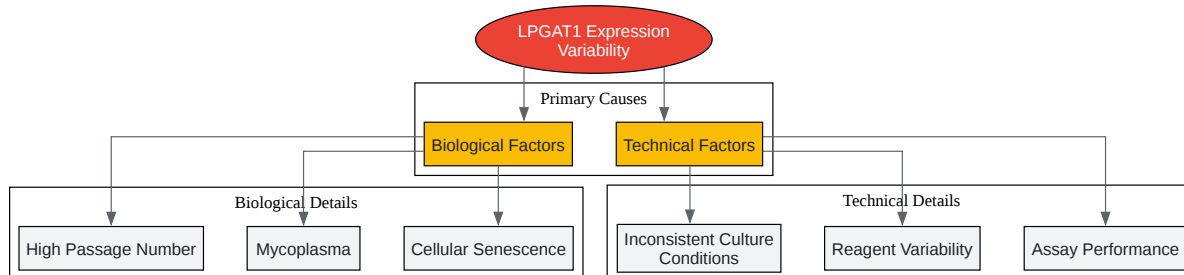 LPGAT1 Expression
Variability
Primary Causes
Biological Factors
Technical Factors
Biological Details
Technical Details
High Passage Number
Mycoplasma
Cellular Senescence
Inconsistent Culture
Conditions
Reagent Variability
Assay Performance